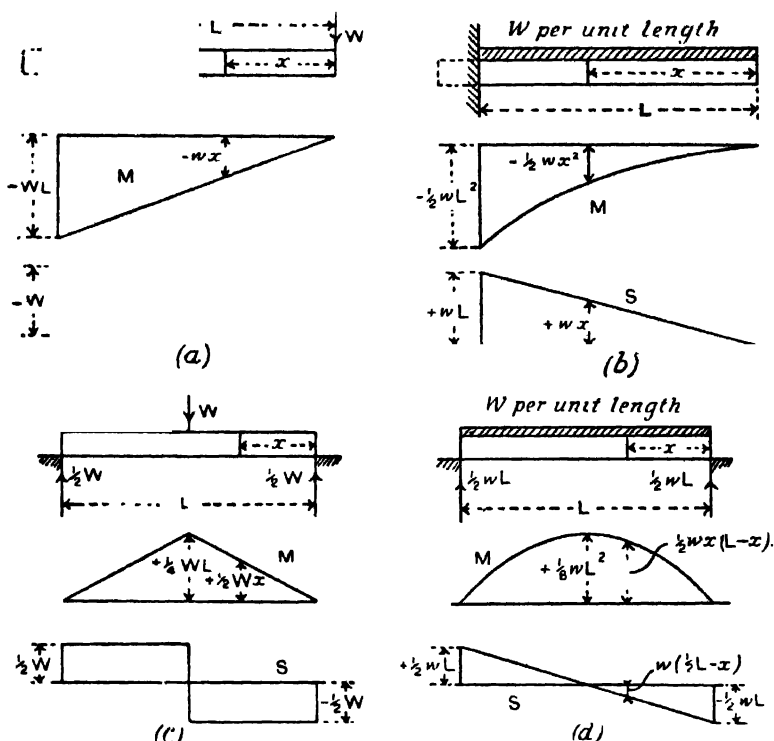 L
W
x
-WL
M
-wx
-W
(a)
W per unit length
x
L
-½wL²
-½wx²
M
+wL
S
+wx
(b)
W
x
½W
½W
L
M
+¼WL
+½Wx
½W
S
-½W
(c)
W per unit length
x
½wL
½wL
L
M
+⅛wL²
½wx(L-x).
+½wL
w(½L-x)
S
-½wL
(d)